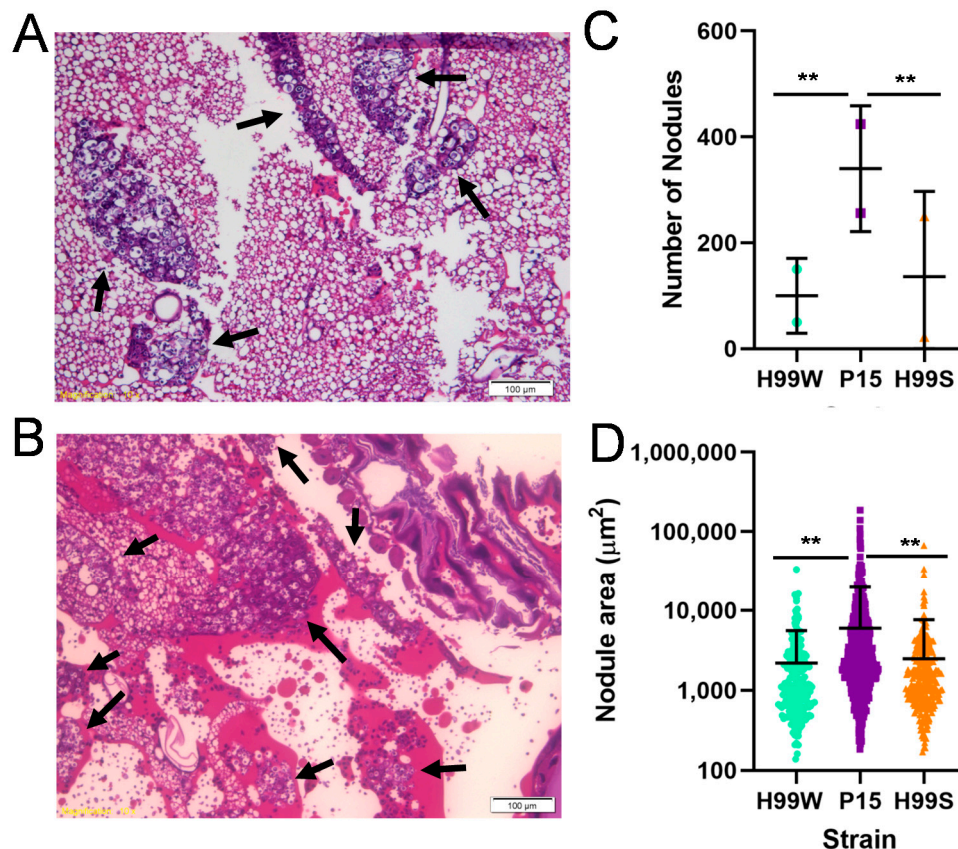 A
100 μm
B
100 μm
C
600
400
200
0
Number of Nodules
**
**
H99W
P15
H99S
D
1,000,000
100,000
10,000
1,000
100
Nodule area (μm²)
**
**
H99W
P15
H99S
Strain